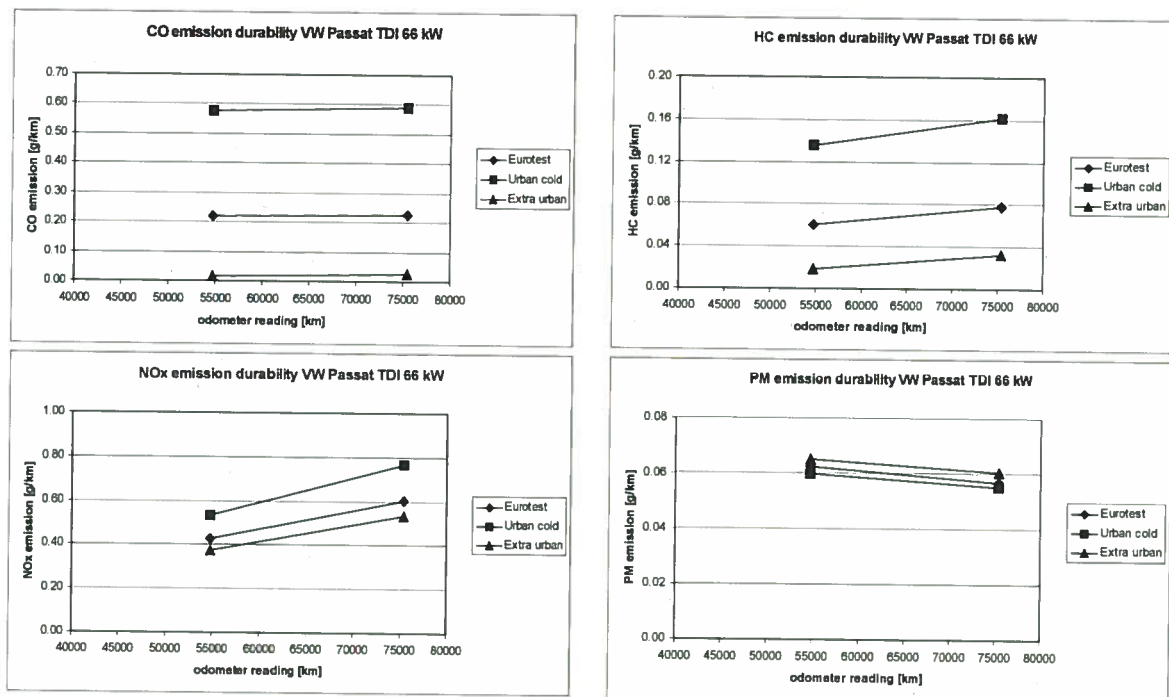 CO emission durability VW Passat TDI 66 kW
0.70
0.60
0.50
0.40
0.30
0.20
0.10
0.00
CO emission [g/km]
40000 45000 50000 55000 60000 65000 70000 75000 80000
odometer reading [km]
Eurotest
Urban cold
Extra urban
HC emission durability VW Passat TDI 66 kW
0.20
0.16
0.12
0.08
0.04
0.00
HC emission [g/km]
40000 45000 50000 55000 60000 65000 70000 75000 80000
odometer reading [km]
Eurotest
Urban cold
Extra urban
NOx emission durability VW Passat TDI 66 kW
1.00
0.80
0.60
0.40
0.20
0.00
NOx emission [g/km]
40000 45000 50000 55000 60000 65000 70000 75000 80000
odometer reading [km]
Eurotest
Urban cold
Extra urban
PM emission durability VW Passat TDI 66 kW
0.08
0.06
0.04
0.02
0.00
PM emission [g/km]
40000 45000 50000 55000 60000 65000 70000 75000 80000
odometer reading [km]
Eurotest
Urban cold
Extra urban